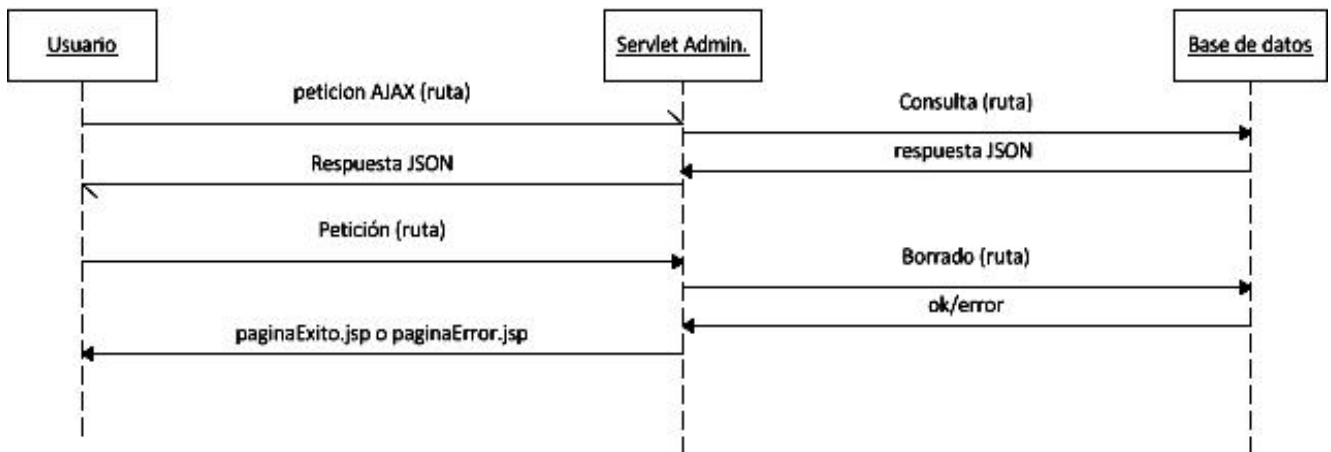 Usuario
Servlet Admin.
Base de datos
peticion AJAX (ruta)
Consulta (ruta)
respuesta JSON
Respuesta JSON
Petición (ruta)
Borrado (ruta)
ok/error
paginaExito.jsp o paginaError.jsp